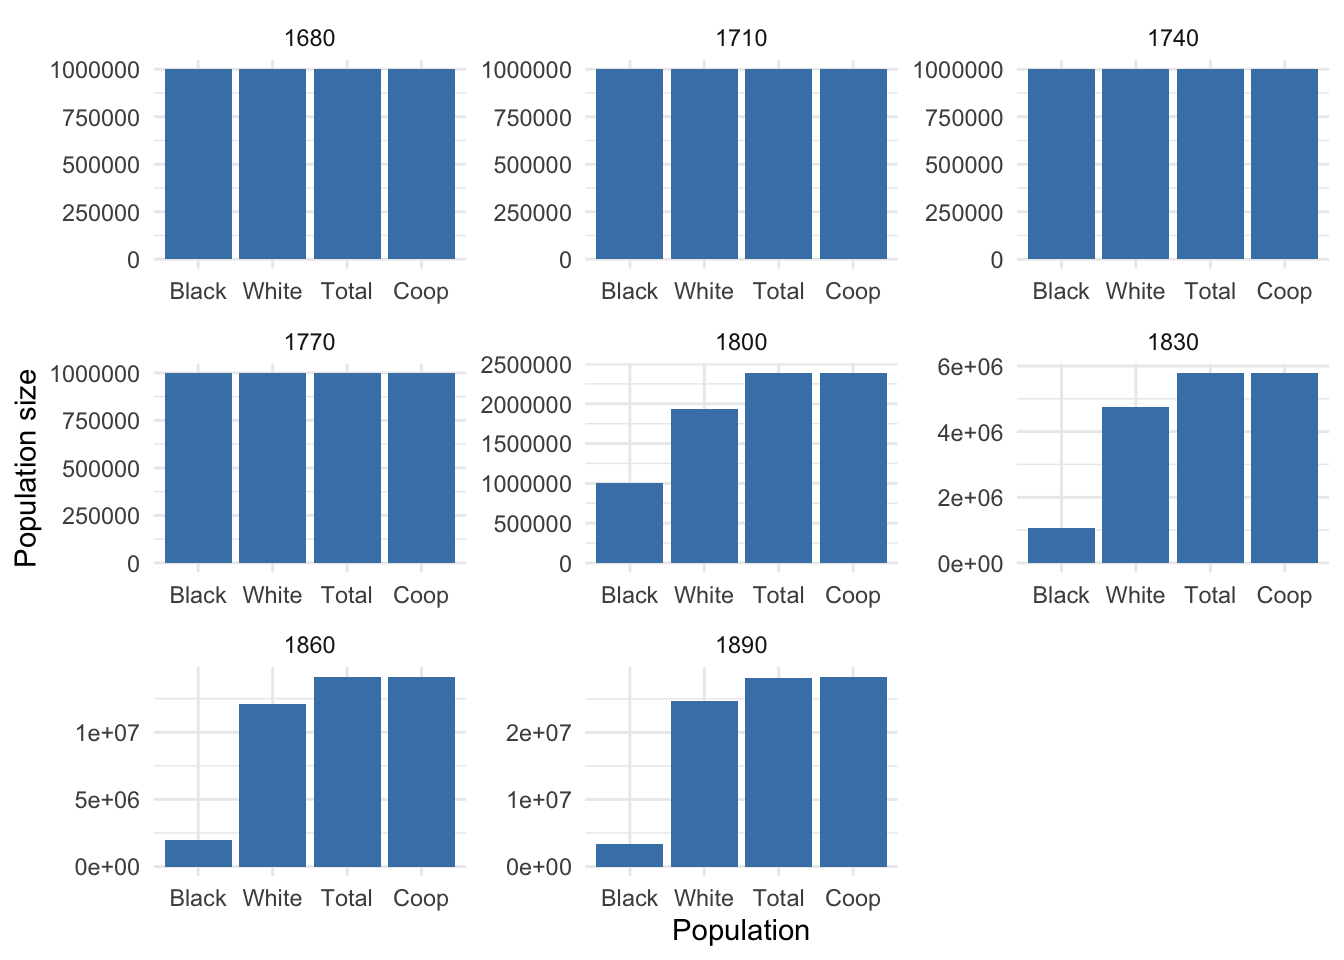 1680
1000000
750000
500000
250000
0
Black White Total Coop
1710
1000000
750000
500000
250000
0
Black White Total Coop
1740
1000000
750000
500000
250000
0
Black White Total Coop
Population size
1770
1000000
750000
500000
250000
0
Black White Total Coop
1800
2500000
2000000
1500000
1000000
500000
0
Black White Total Coop
1830
6e+06
4e+06
2e+06
0e+00
Black White Total Coop
1860
1e+07
5e+06
0e+00
Black White Total Coop
1890
2e+07
1e+07
0e+00
Black White Total Coop
Population